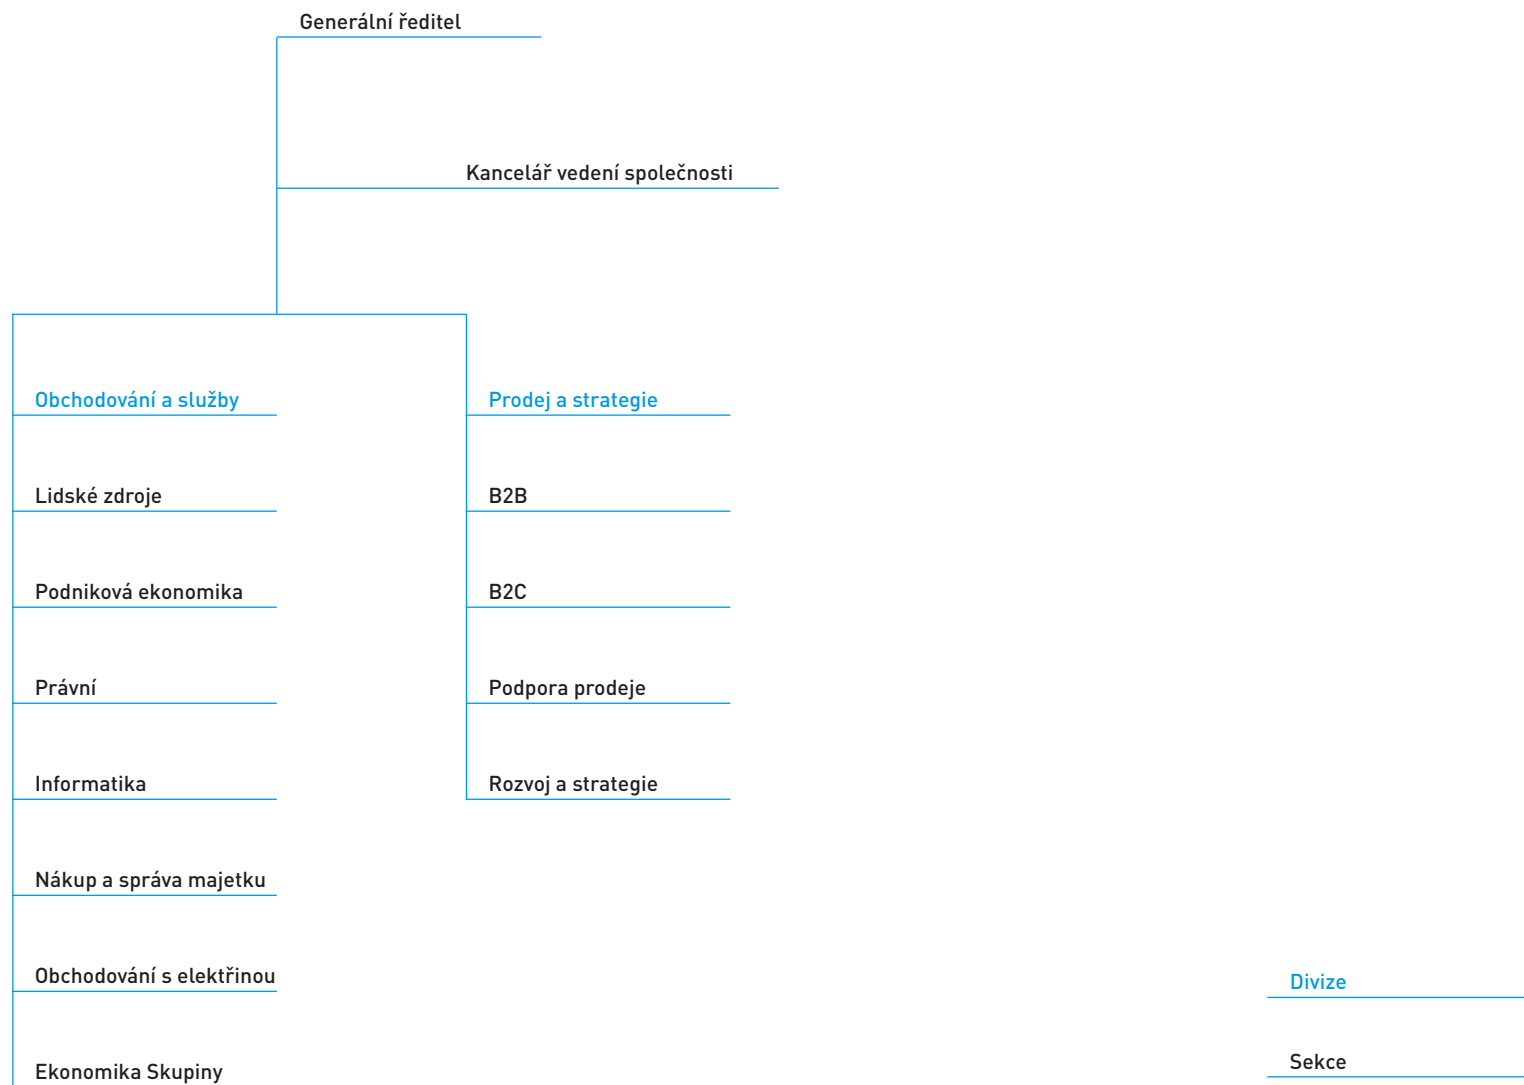 Generální ředitel
Kancelář vedení společnosti
Obchodování a služby
Lidské zdroje
Podniková ekonomika
Právní
Informatika
Nákup a správa majetku
Obchodování s elektřinou
Ekonomika Skupiny
Prodej a strategie
B2B
B2C
Podpora prodeje
Rozvoj a strategie
Divize
Sekce